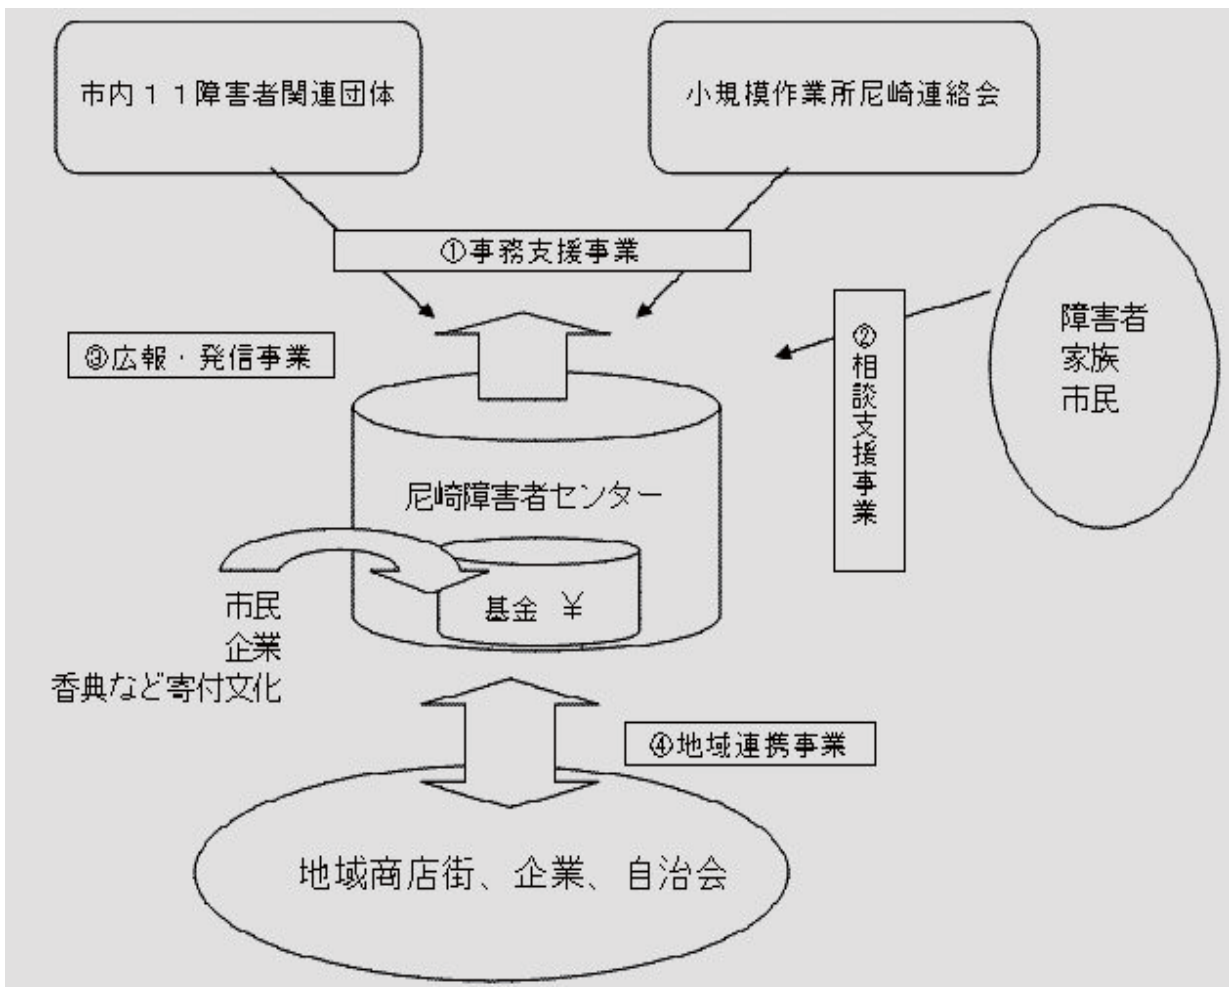 市内１１障害者関連団体
小規模作業所尼崎連絡会
①事務支援事業
③広報・発信事業
②相談支援事業
障害者
家族
市民
尼崎障害者センター
基金 ￥
市民
企業
香典など寄付文化
④地域連携事業
地域商店街、企業、自治会